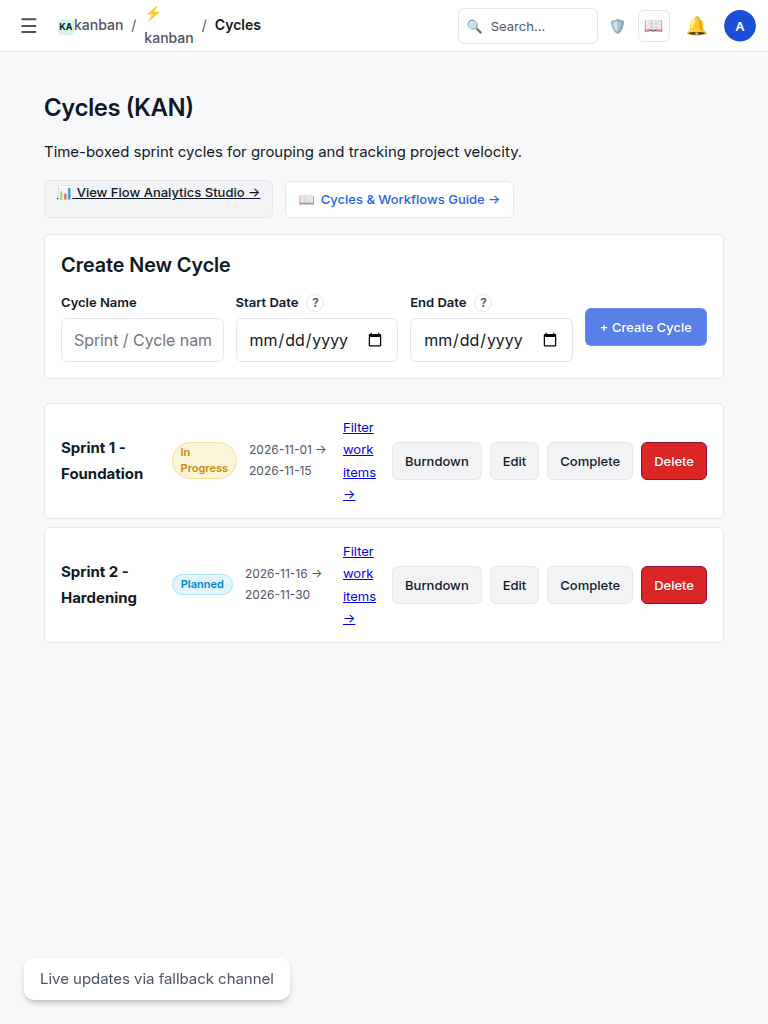 ☰ KA kanban / ⚡ kanban / Cycles
🔍 Search... 🛡️ 📖 🔔 A
Cycles (KAN)
Time-boxed sprint cycles for grouping and tracking project velocity.
📊 View Flow Analytics Studio → 📖 Cycles & Workflows Guide →
Create New Cycle
Cycle Name Start Date ? End Date ?
Sprint / Cycle nam mm/dd/yyyy mm/dd/yyyy + Create Cycle
Sprint 1 -
Foundation
In
Progress
2026-11-01 →
2026-11-15
Filter
work
items
→
Burndown Edit Complete Delete
Sprint 2 -
Hardening
Planned
2026-11-16 →
2026-11-30
Filter
work
items
→
Burndown Edit Complete Delete
Live updates via fallback channel